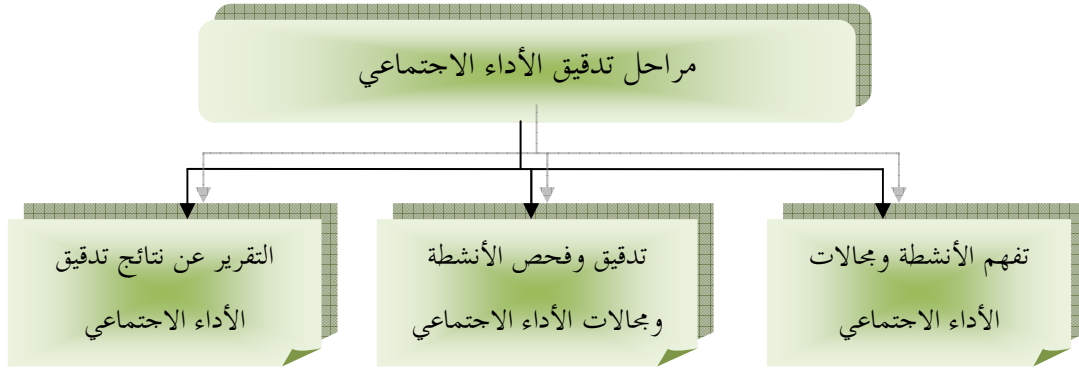 مراحل تدقيق الأداء الاجتماعي
تفهم الأنشطة ومجالات
الأداء الاجتماعي
تدقيق وفحص الأنشطة
ومجالات الأداء الاجتماعي
التقرير عن نتائج تدقيق
الأداء الاجتماعي